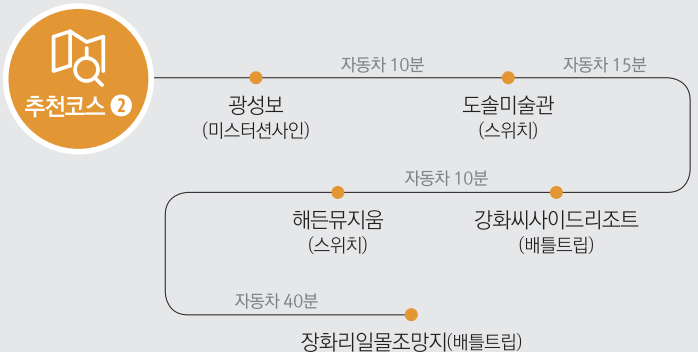 추천코스 2
자동차 10분
자동차 15분
광성보
(미스터션사인)
도솔미술관
(스위치)
자동차 10분
강화씨사이드리조트
(배틀트립)
해든뮤지움
(스위치)
자동차 40분
장화리일몰조망지(배틀트립)